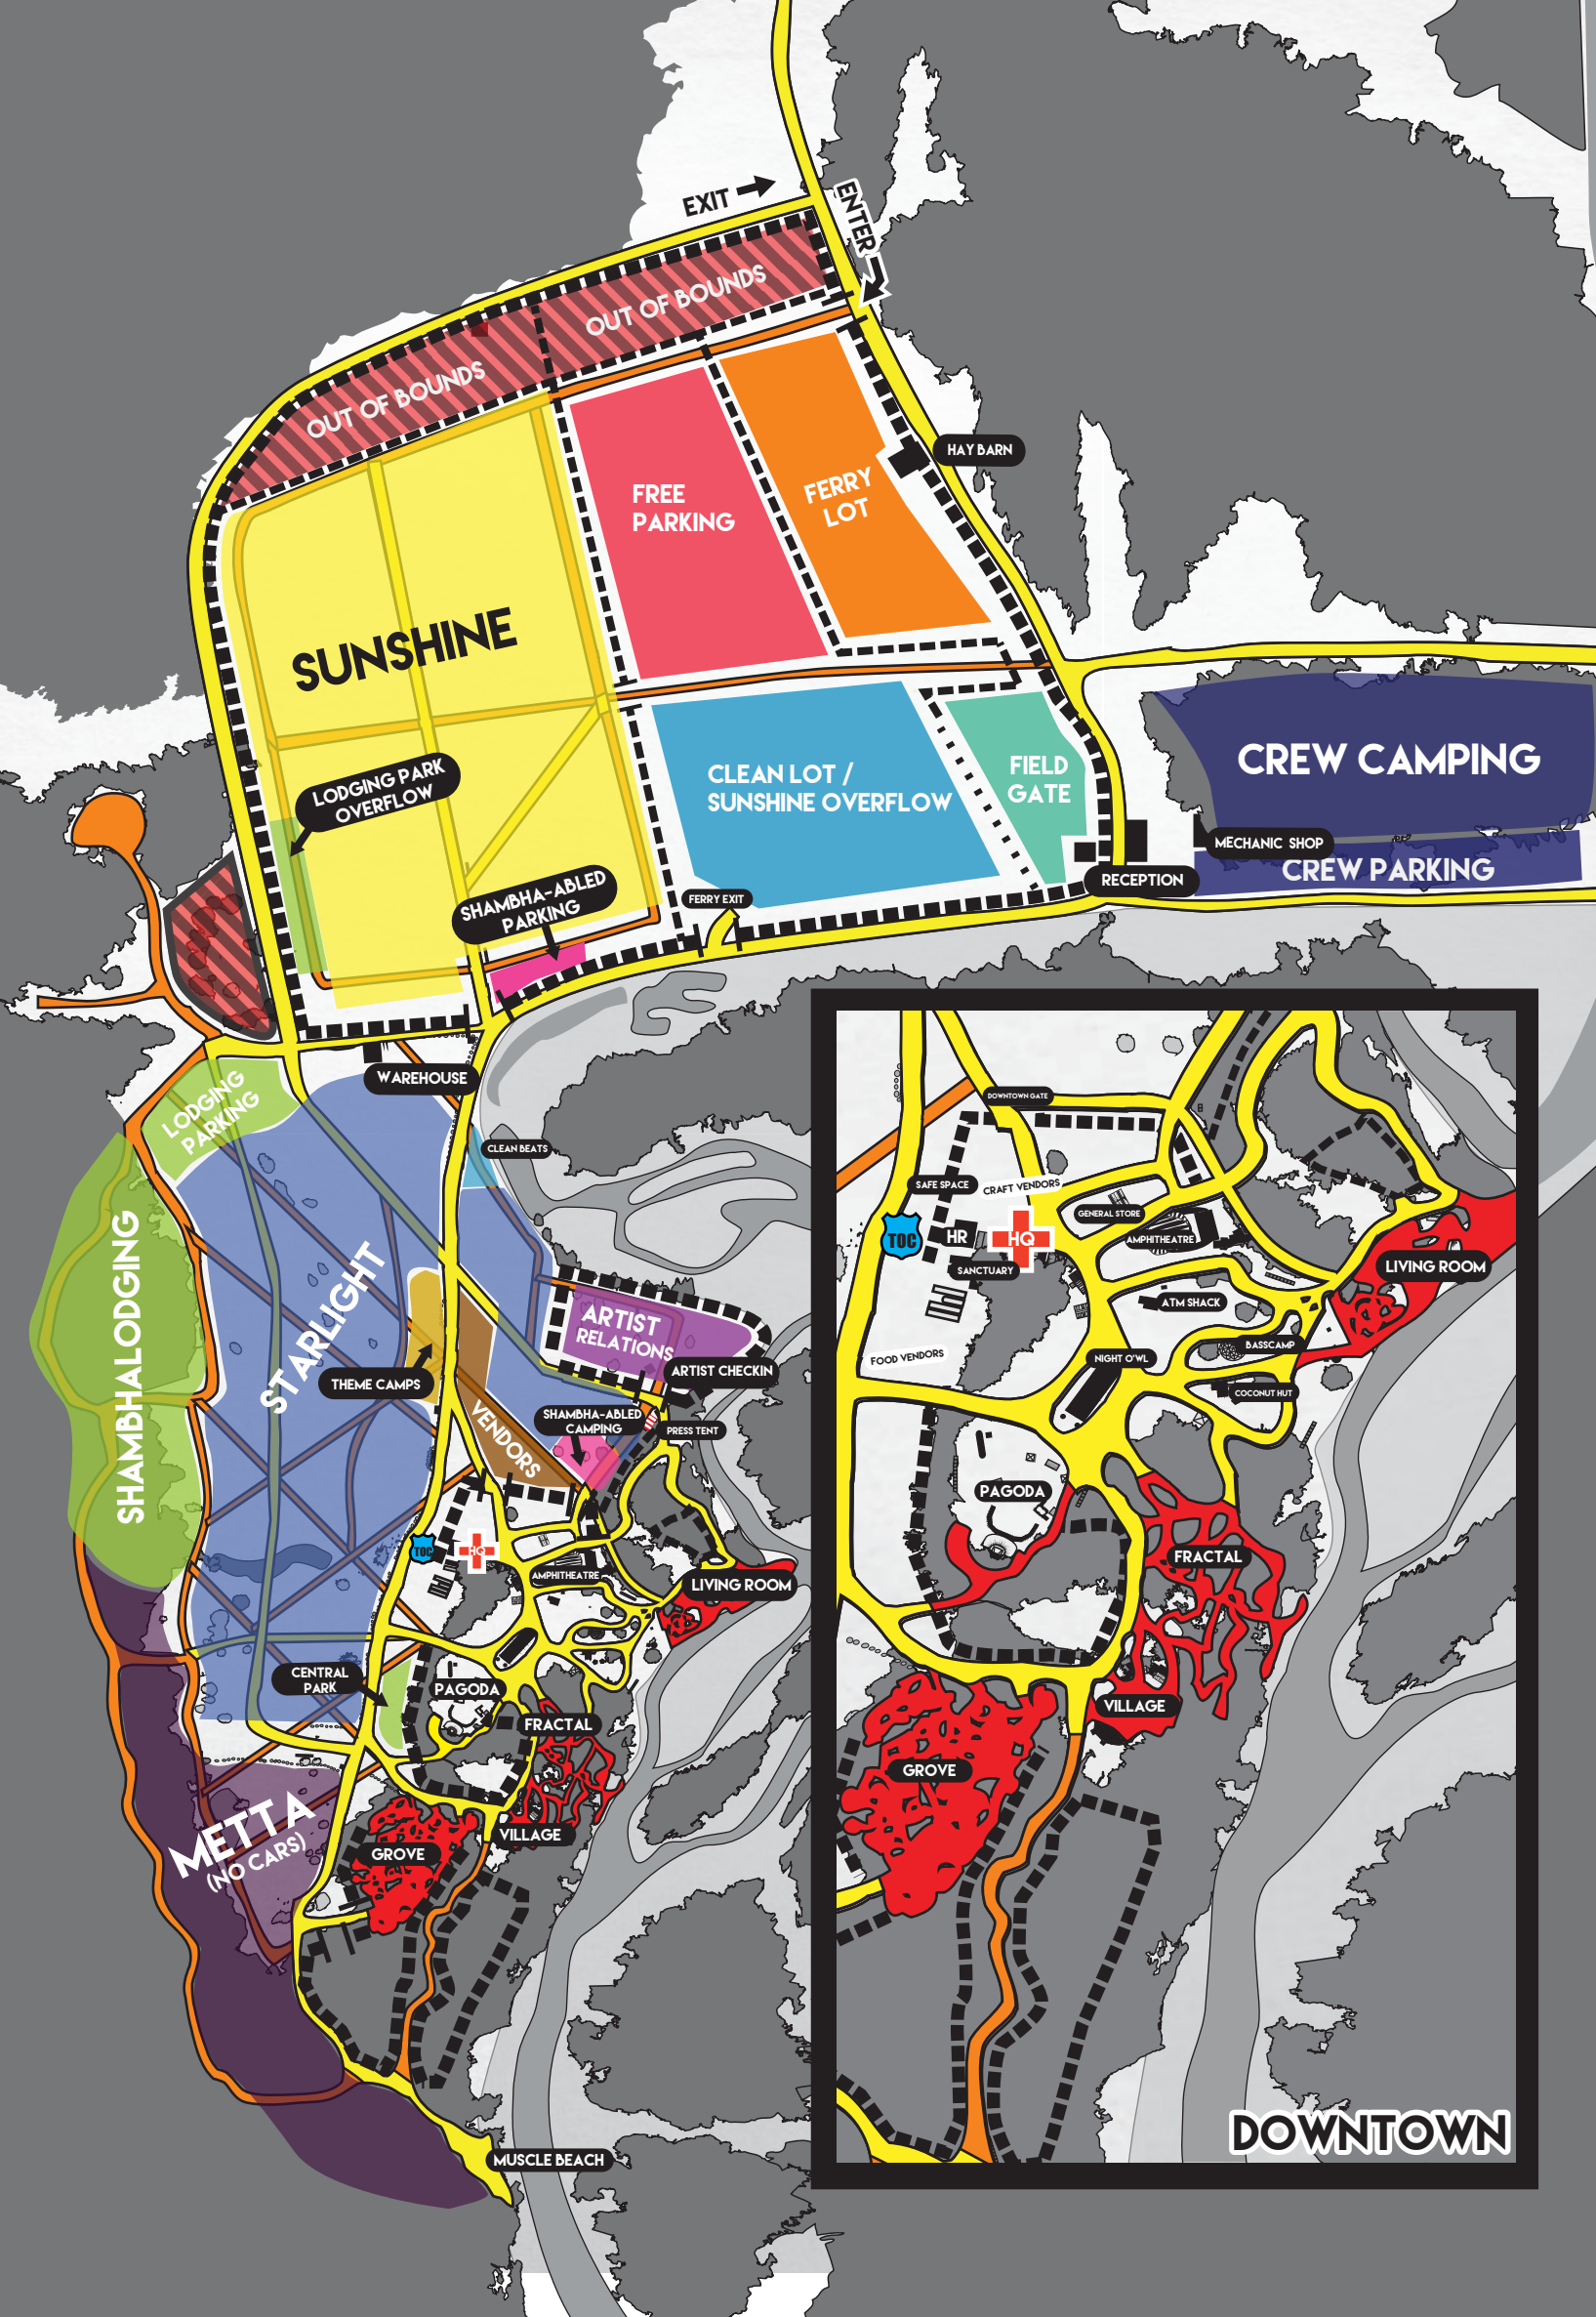 EXIT
ENTER
OUT OF BOUNDS
OUT OF BOUNDS
HAY BARN
FREE
PARKING
FERRY
LOT
SUNSHINE
LODGING PARK
OVERFLOW
CLEAN LOT /
SUNSHINE OVERFLOW
FIELD
GATE
CREW CAMPING
MECHANIC SHOP
CREW PARKING
RECEPTION
SHAMBHA-ABLED
PARKING
FERRY EXIT
WAREHOUSE
LODGING
PARKING
CLEAN BEATS
SHAMBHALODGING
STARLIGHT
ARTIST
RELATIONS
ARTIST CHECKIN
THEME CAMPS
VENDORS
SHAMBHA-ABLED
CAMPING
PRESS TENT
TOC
HQ
AMPHITHEATRE
LIVING ROOM
CENTRAL
PARK
PAGODA
FRACTAL
METTA
(NO CARS)
GROVE
VILLAGE
MUSCLE BEACH
DOWNTOWN GATE
SAFE SPACE
CRAFT VENDORS
GENERAL STORE
TOC
HR
HQ
AMPHITHEATRE
SANCTUARY
LIVING ROOM
ATM SHACK
BASSCAMP
FOOD VENDORS
NIGHT O'WL
COCONUT HUT
PAGODA
FRACTAL
VILLAGE
GROVE
DOWNTOWN